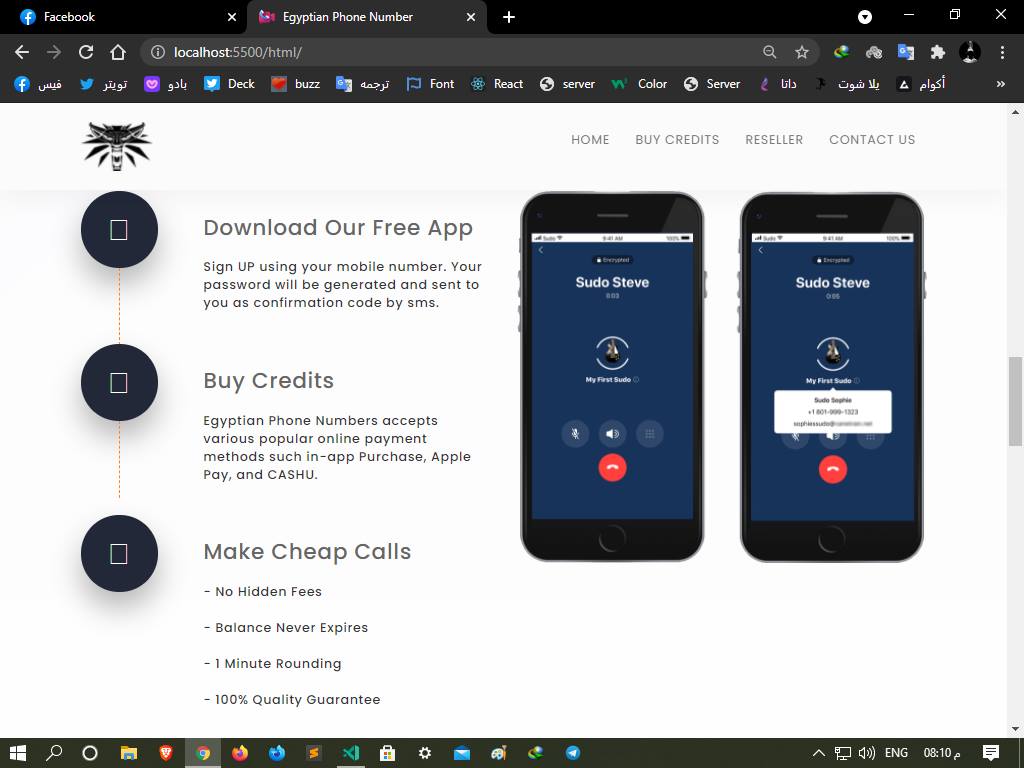 Facebook
Egyptian Phone Number
localhost:5500/html/
فيس
تويتر
بادو
Deck
buzz
ترجمه
Font
React
server
Color
Server
داتا
يلا شوت
أكوام
»
HOME
BUY CREDITS
RESELLER
CONTACT US
Download Our Free App
Sign UP using your mobile number. Your
password will be generated and sent to
you as confirmation code by sms.
Buy Credits
Egyptian Phone Numbers accepts
various popular online payment
methods such in-app Purchase, Apple
Pay, and CASHU.
Make Cheap Calls
- No Hidden Fees
- Balance Never Expires
- 1 Minute Rounding
- 100% Quality Guarantee
Sudo 9:41 AM 100%
Encrypted
Sudo Steve
0:03
My First Sudo
Sudo 9:41 AM 100%
Encrypted
Sudo Steve
0:05
My First Sudo
Sudo Sophie
+1 601-999-1323
ENG
08:10 م